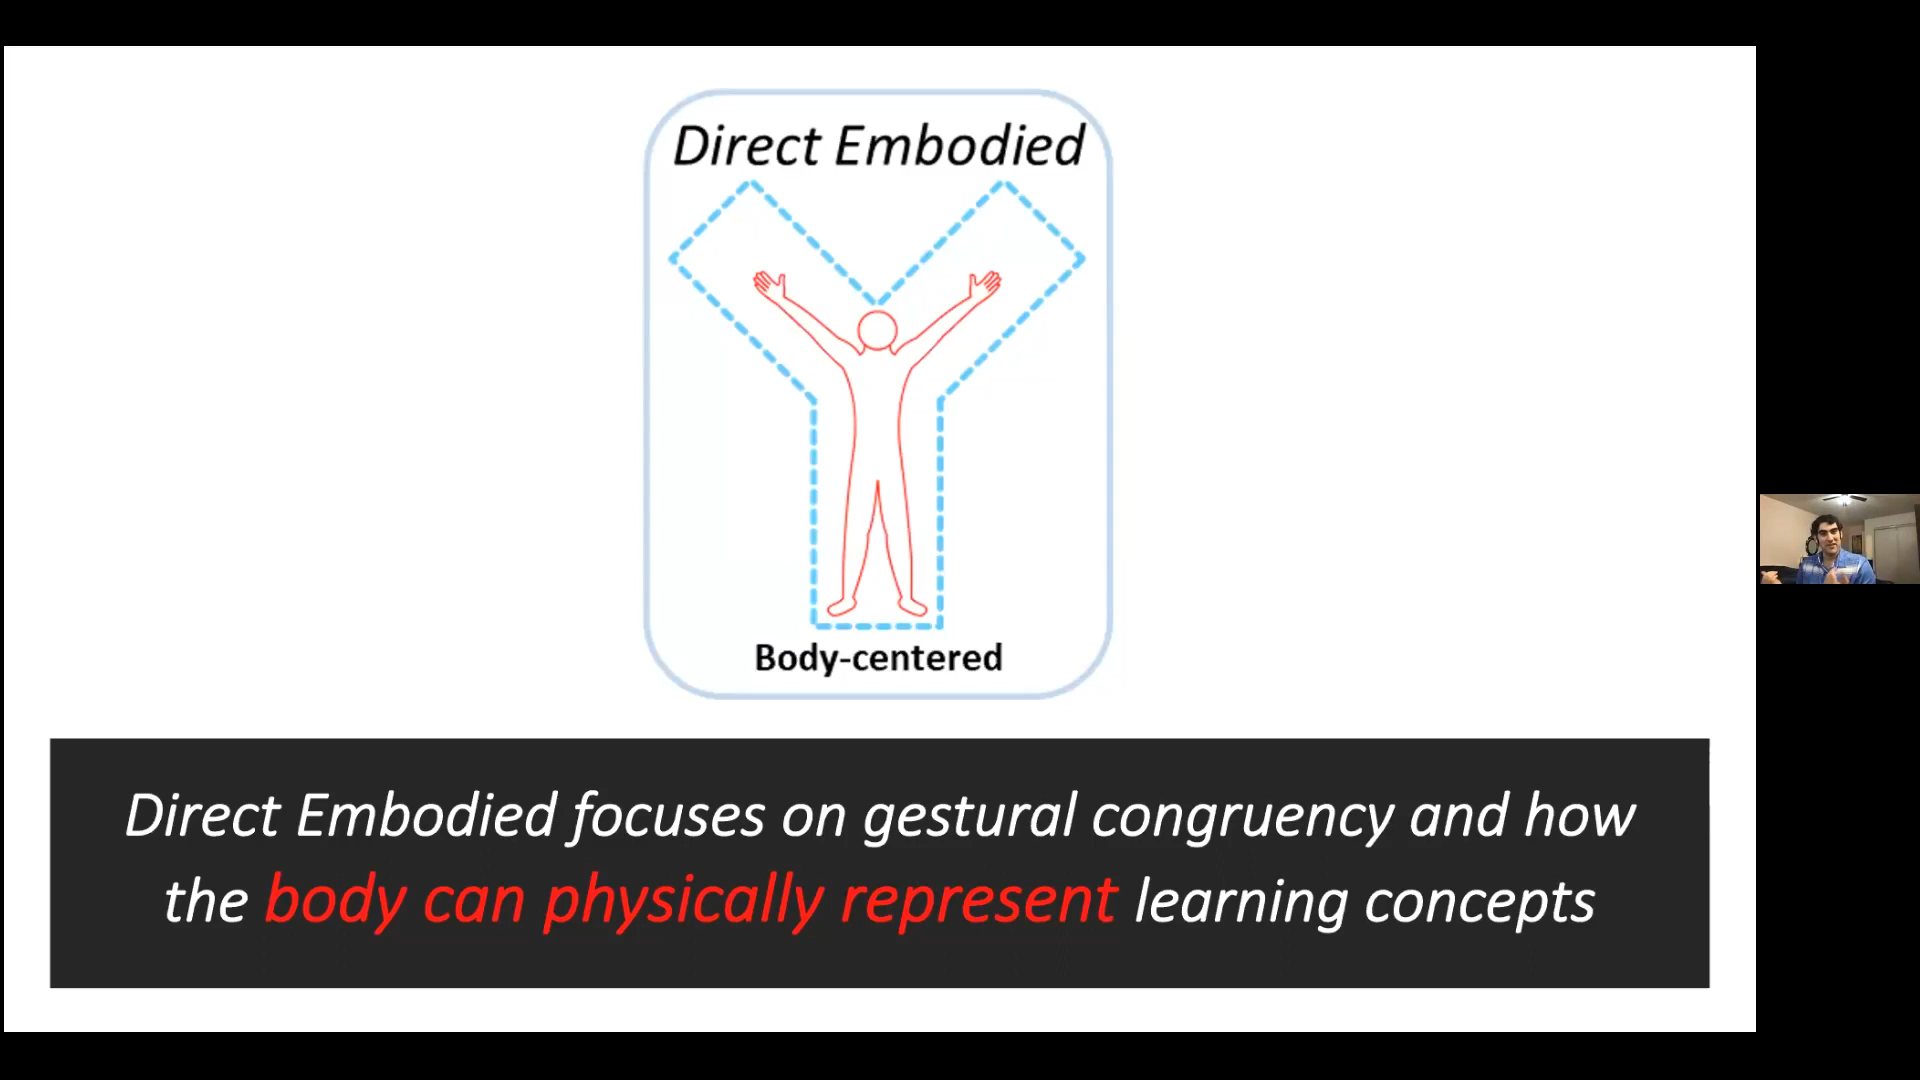 Direct Embodied
Body-centered
Direct Embodied focuses on gestural congruency and how
the body can physically represent learning concepts